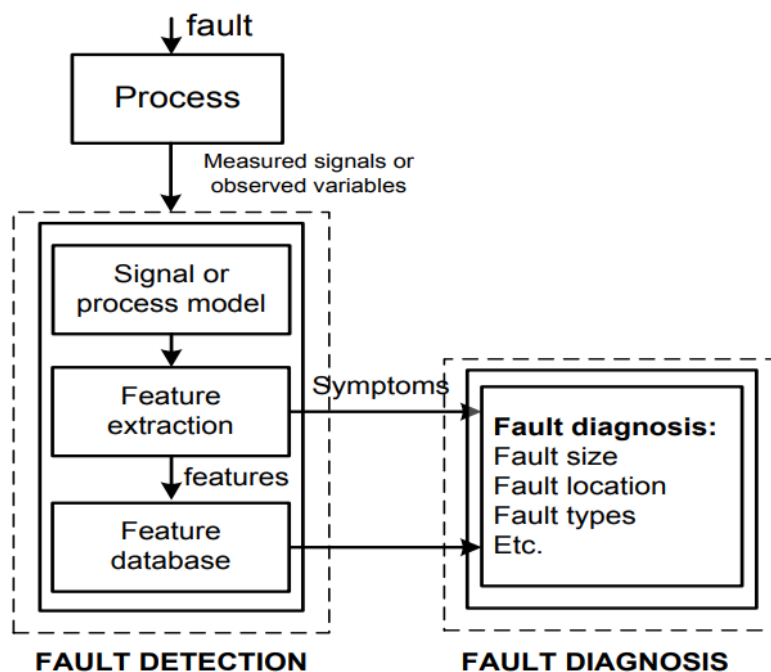 fault
Process
Measured signals or
observed variables
Signal or
process model
Feature
extraction
Symptoms
features
Feature
database
Fault diagnosis:
Fault size
Fault location
Fault types
Etc.
FAULT DETECTION
FAULT DIAGNOSIS